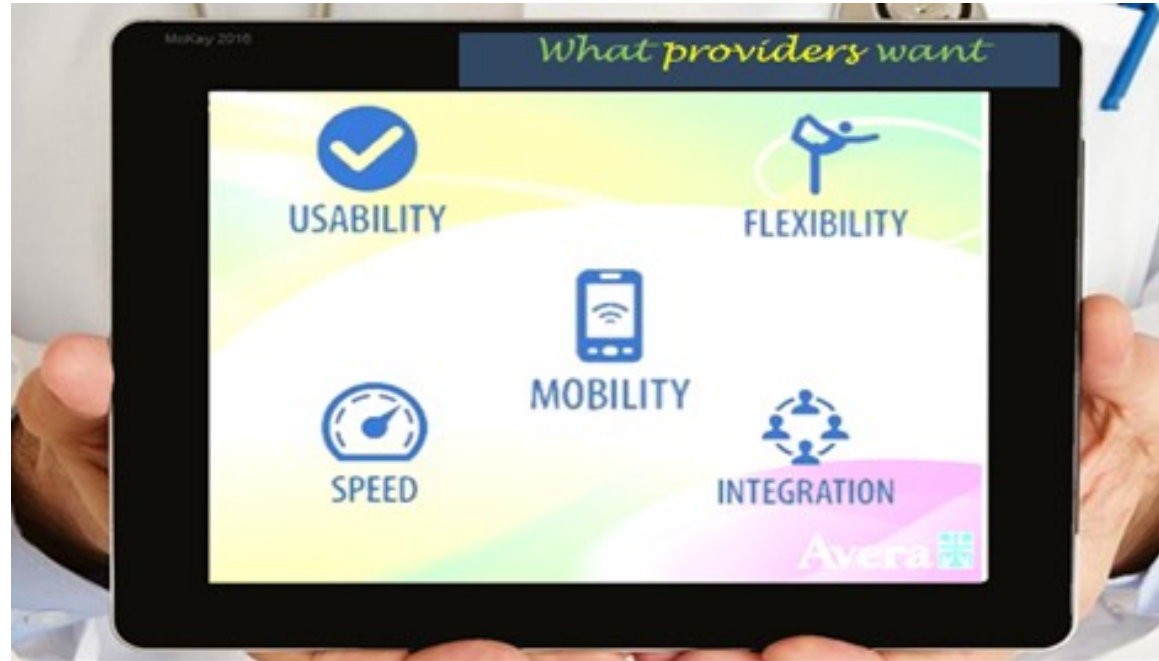 McKay 2016
What providers want
USABILITY
FLEXIBILITY
MOBILITY
SPEED
INTEGRATION
Avera